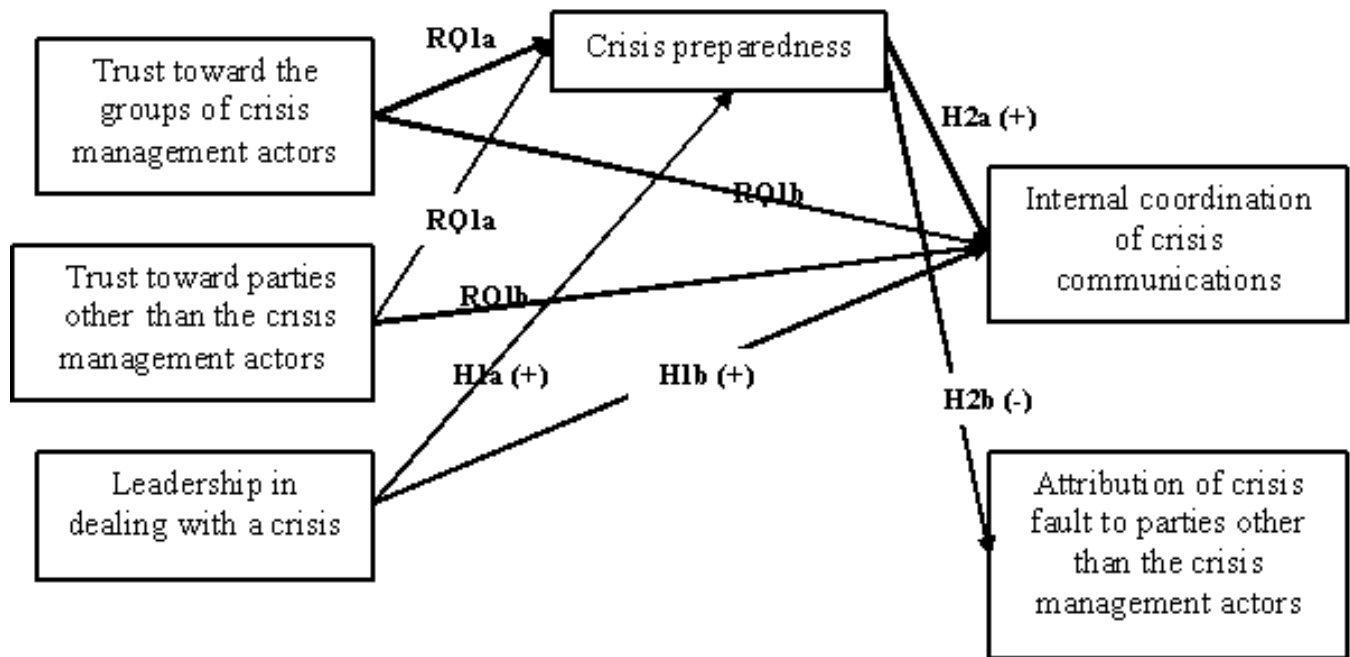 RQ1a
Crisis preparedness
Trust toward the
groups of crisis
management actors
H2a (+)
RQ1b
Internal coordination
of crisis
communications
RQ1a
Trust toward parties
other than the crisis
management actors
RQ1b
H1a (+)
H1b (+)
H2b (-)
Leadership in
dealing with a crisis
Attribution of crisis
fault to parties other
than the crisis
management actors